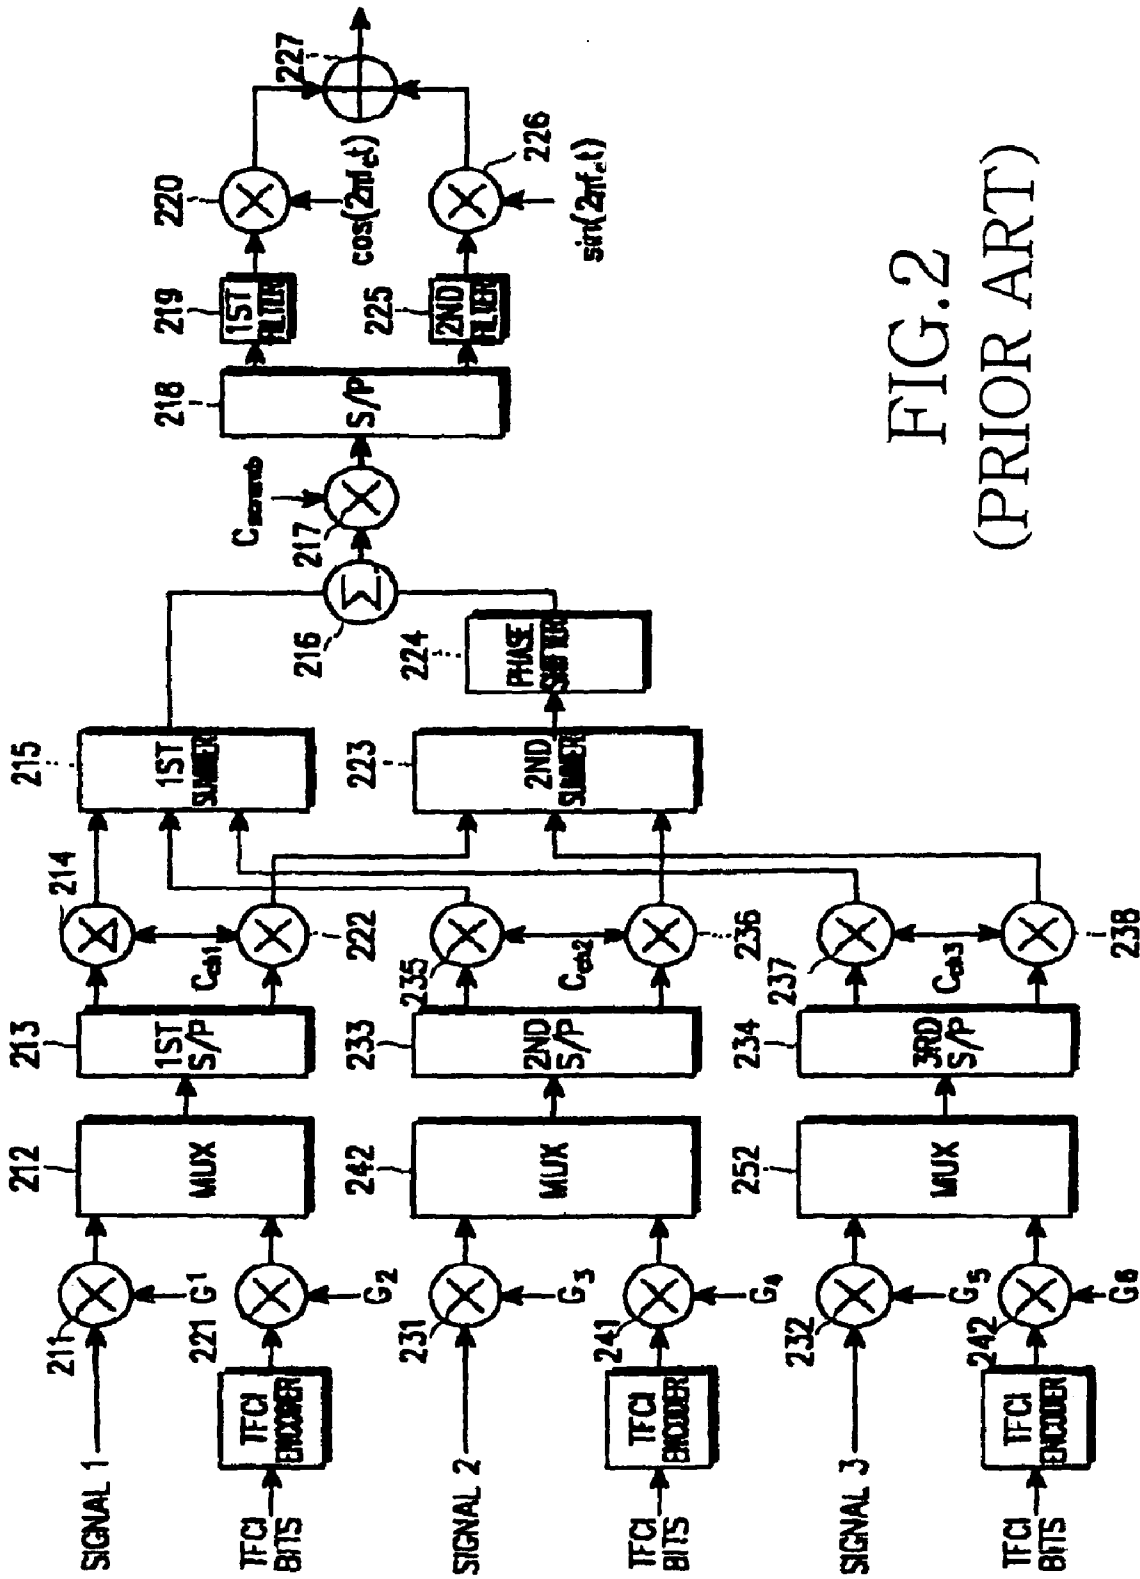 SIGNAL 1
211
G1
TFCI
BITS
TFCI
ENCODER
221
G2
212
MUX
213
1ST
S/P
214
Cch1
222
215
1ST
SUMMER
SIGNAL 2
231
G3
TFCI
BITS
TFCI
ENCODER
241
G4
242
MUX
233
2ND
S/P
235
Cch2
236
223
2ND
SUMMER
224
PHASE
SHIFTER
SIGNAL 3
232
G5
TFCI
BITS
TFCI
ENCODER
242
G6
252
MUX
234
3RD
S/P
237
Cch3
238
216
Σ
217
Cscramb
218
S/P
219
1ST
FILTER
220
cos(2πfct)
225
2ND
FILTER
226
sin(2πfct)
227
FIG.2
(PRIOR ART)